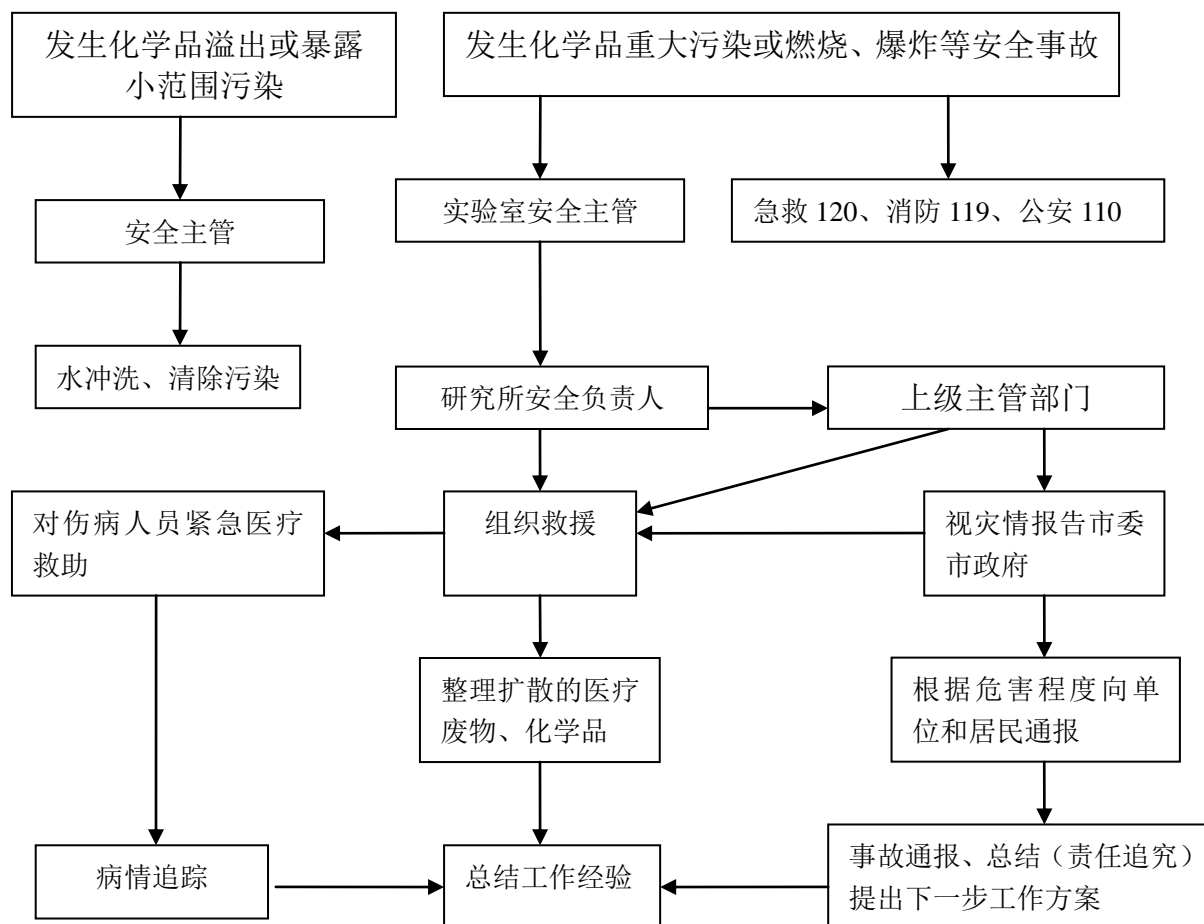 发生化学品溢出或暴露
小范围污染
发生化学品重大污染或燃烧、爆炸等安全事故
安全主管
实验室安全主管
急救 120、消防 119、公安 110
水冲洗、清除污染
研究所安全负责人
上级主管部门
对伤病人员紧急医疗
救助
组织救援
视灾情报告市委
市政府
整理扩散的医疗
废物、化学品
根据危害程度向单
位和居民通报
病情追踪
总结工作经验
事故通报、总结（责任追究）
提出下一步工作方案